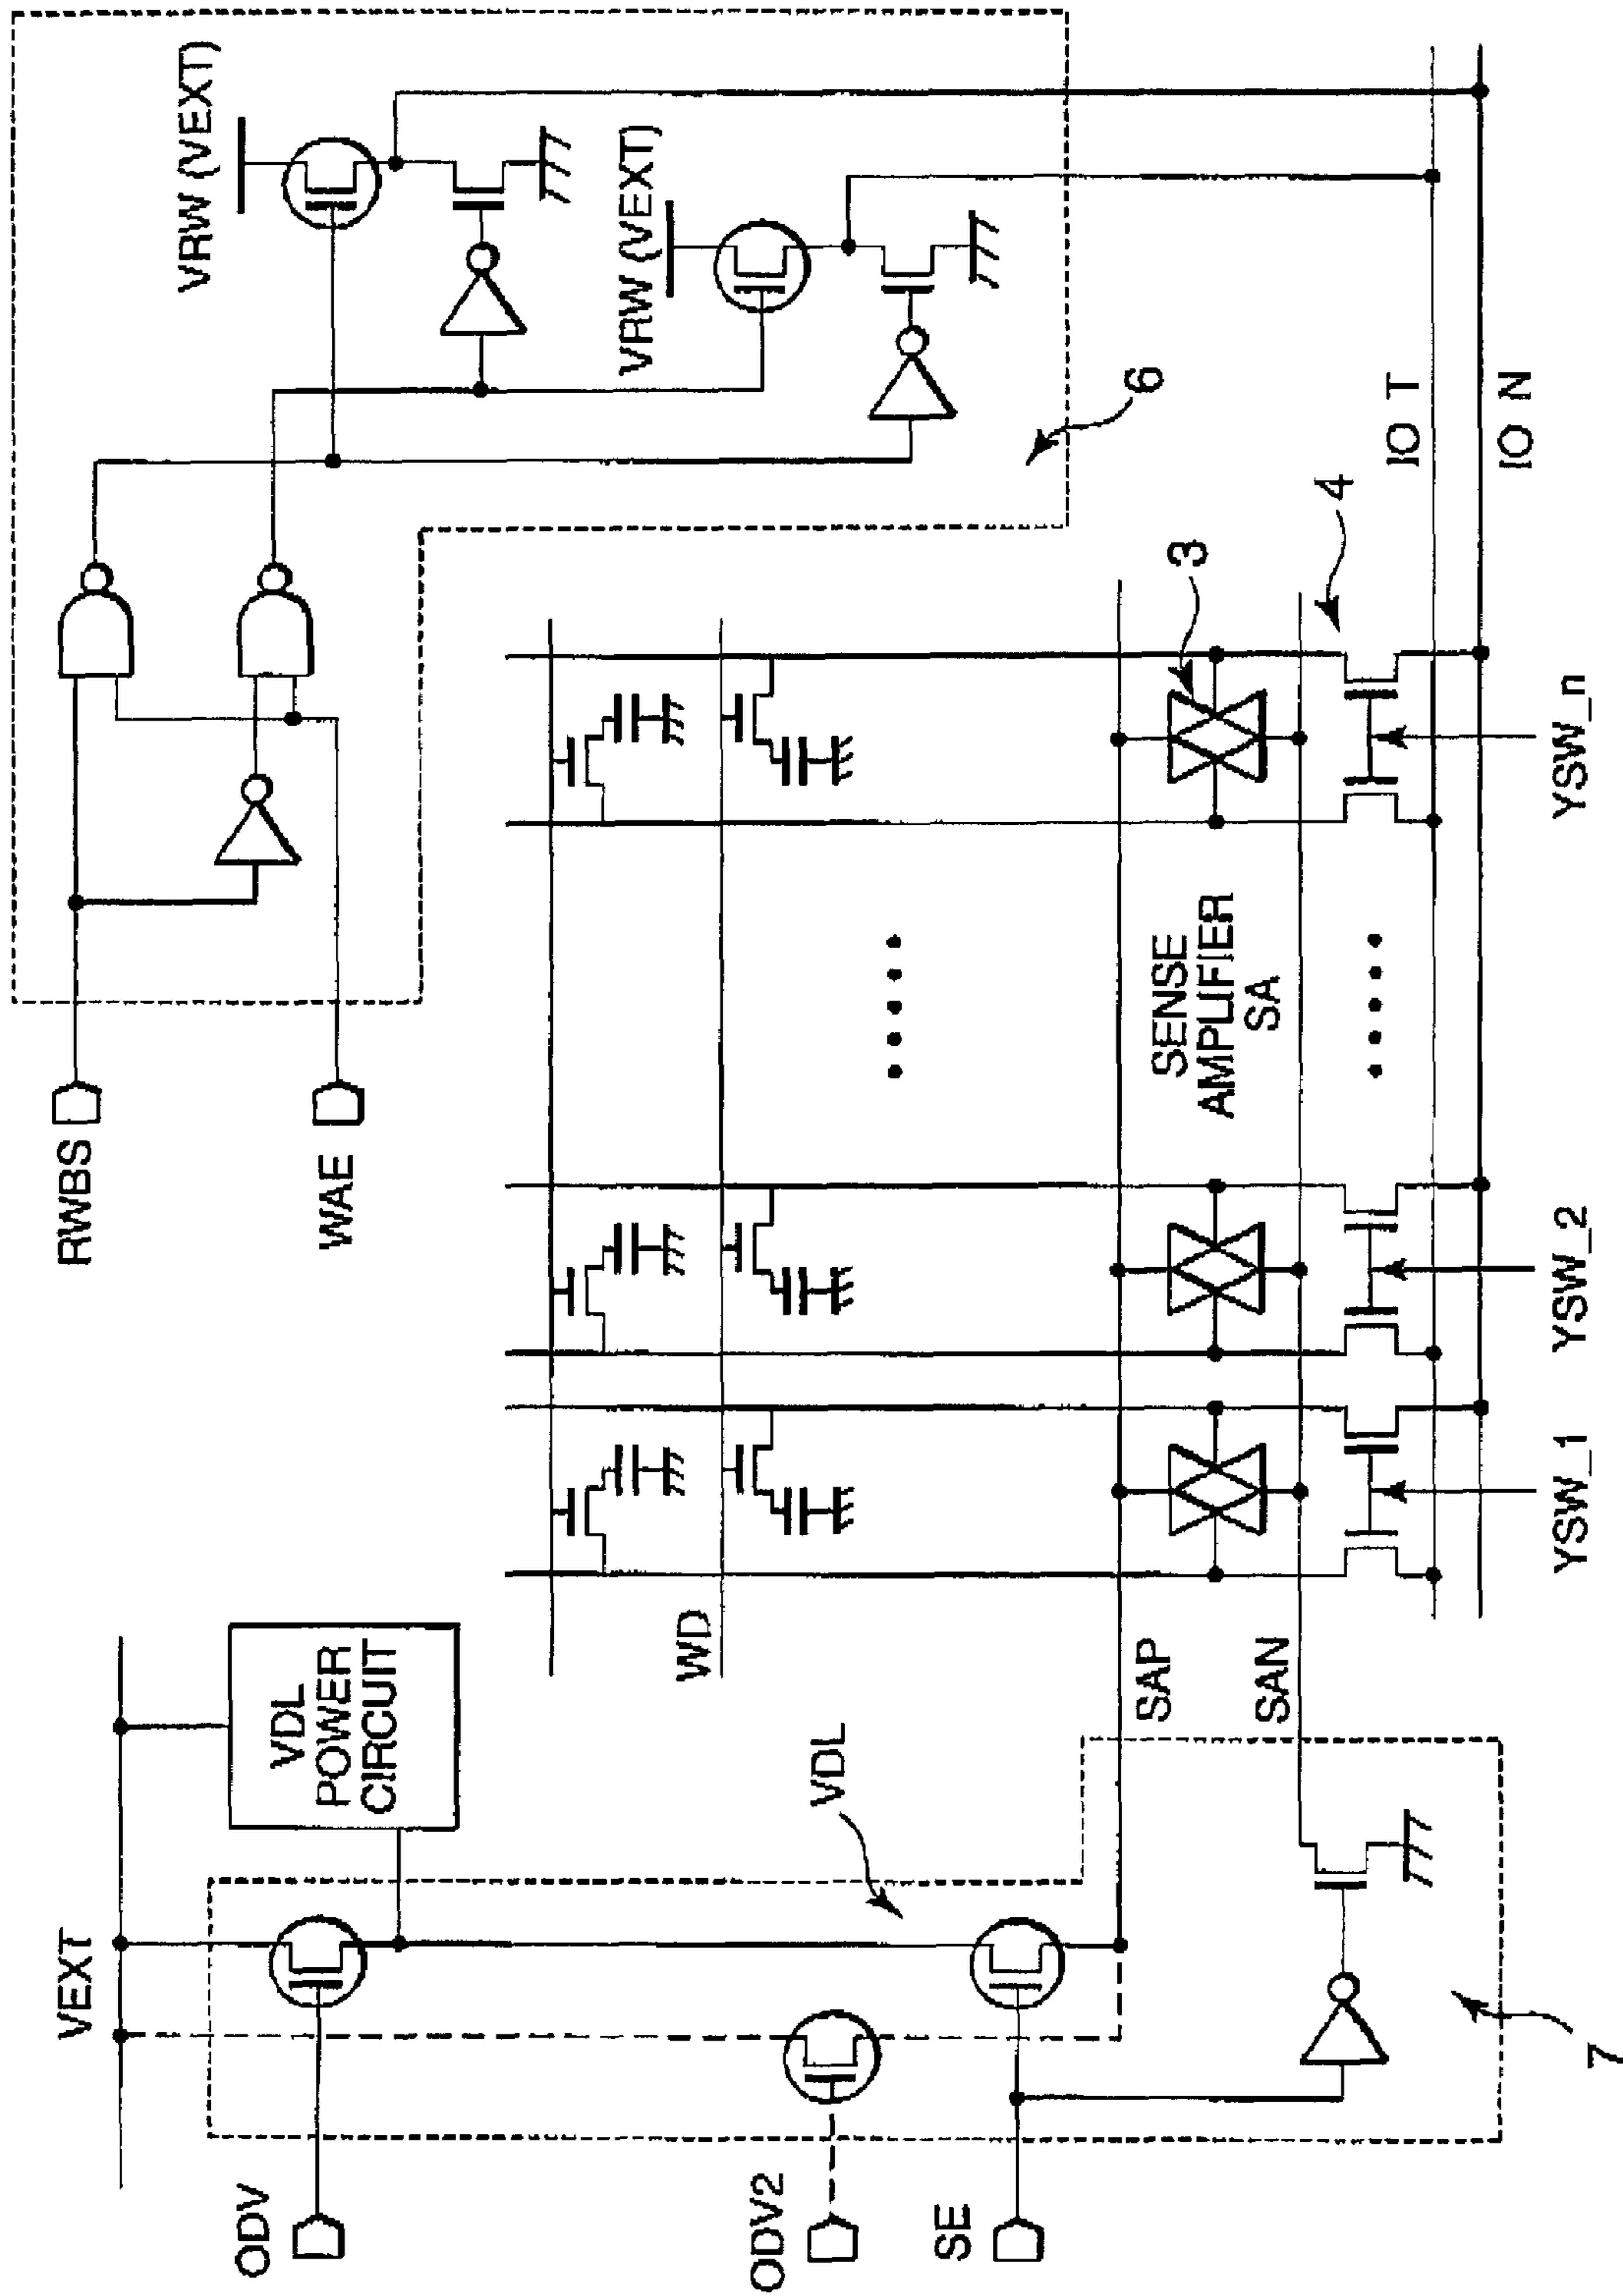 RWBS
WAE
VRW (VEXT)
VRW (VEXT)
6
VEXT
VDL
POWER
CIRCUIT
ODV
ODV2
SE
VDL
7
WD
SAP
SAN
SENSE
AMPLIFIER
SA
3
4
IO T
IO N
YSW_1
YSW_2
YSW_n